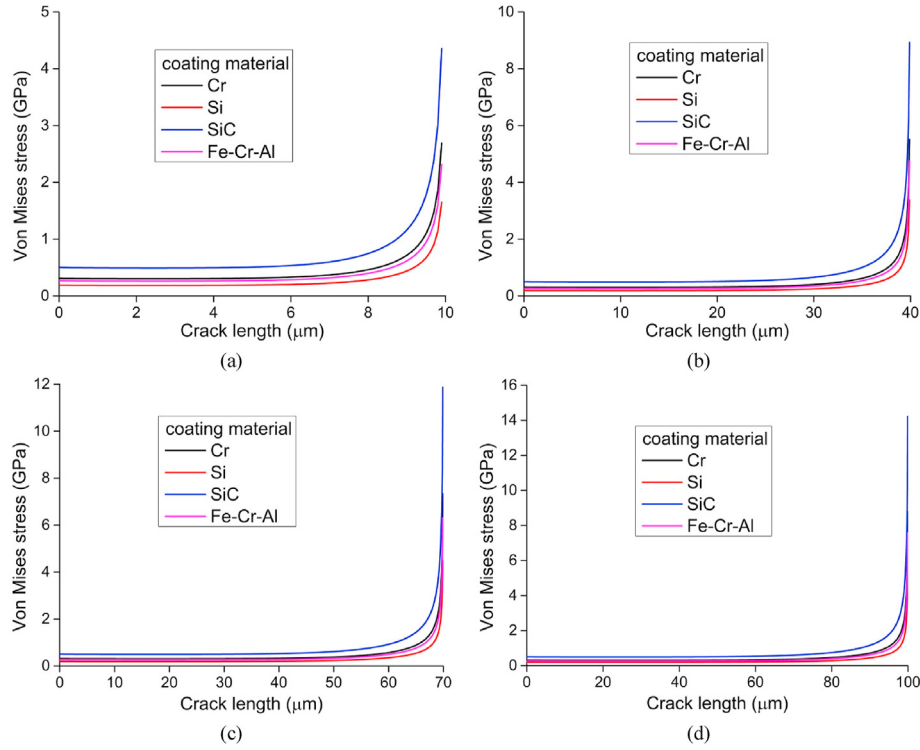 (a)
Von Mises stress (GPa)
5
4
3
2
1
0
coating material
Cr
Si
SiC
Fe-Cr-Al
0 2 4 6 8 10
Crack length (μm)
(b)
Von Mises stress (GPa)
10
8
6
4
2
0
coating material
Cr
Si
SiC
Fe-Cr-Al
0 10 20 30 40
Crack length (μm)
(c)
Von Mises stress (GPa)
12
10
8
6
4
2
0
coating material
Cr
Si
SiC
Fe-Cr-Al
0 10 20 30 40 50 60 70
Crack length (μm)
(d)
Von Mises stress (GPa)
16
14
12
10
8
6
4
2
0
coating material
Cr
Si
SiC
Fe-Cr-Al
0 20 40 60 80 100
Crack length (μm)
(a)
(b)
(c)
(d)